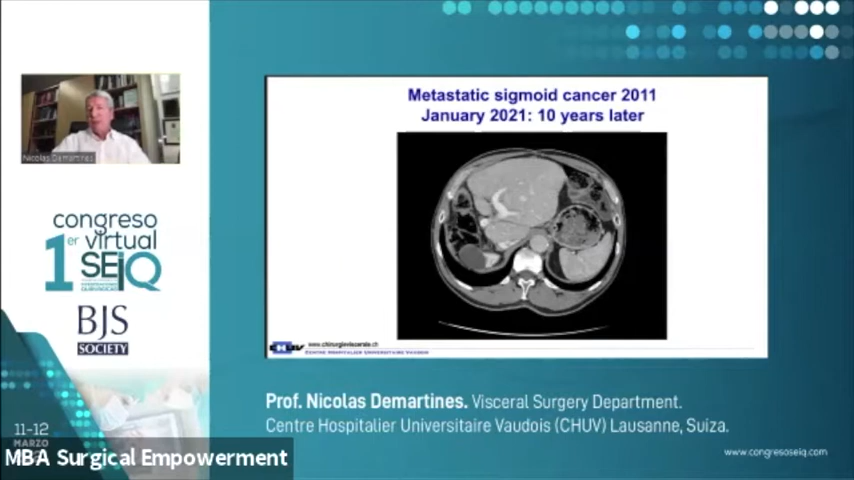 Nicolas Demartines
congreso
1er virtual
SEIQ
BJS
SOCIETY
11-12
MARZO
MBA Surgical Empowerment
Metastatic sigmoid cancer 2011
January 2021: 10 years later
CHUV
www.chirurgieviscerale.ch
CENTRE HOSPITALIER UNIVERSITAIRE VAUDOIS
Prof. Nicolas Demartines. Visceral Surgery Department.
Centre Hospitalier Universitaire Vaudois (CHUV) Lausanne, Suiza.
www.congresoseiq.com